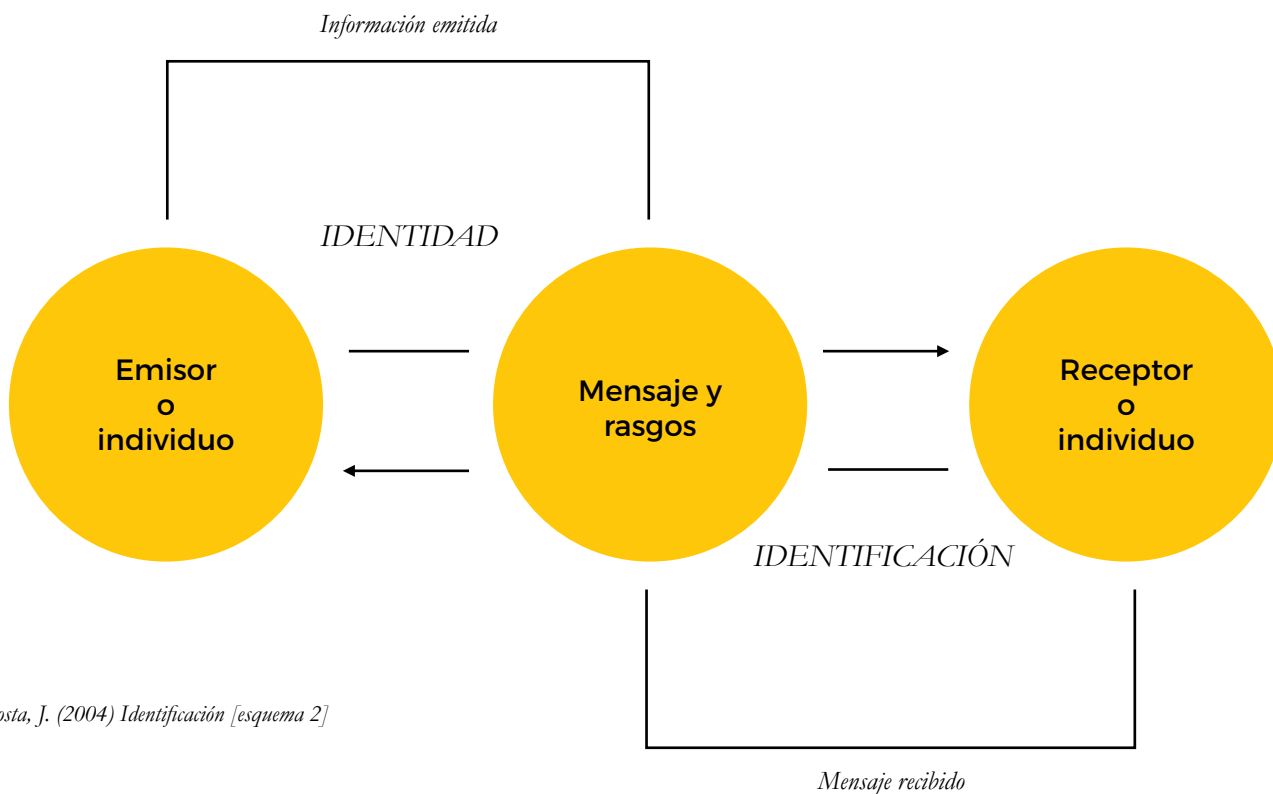 Información emitida
IDENTIDAD
Emisor
o
individuo
Mensaje y
rasgos
Receptor
o
individuo
IDENTIFICACIÓN
osta, J. (2004) Identificación [esquema 2]
Mensaje recibido